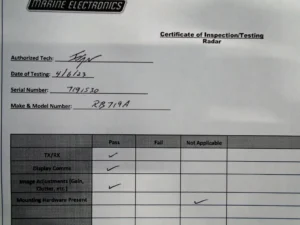 MARINE ELECTRONICS
Certificate of Inspection/Testing
Radar
Authorized Tech:
Date of Testing: 4/6/23
Serial Number: 7191530
Make & Model Number: RB719A
Pass Fail Not Applicable
TX/RX ✓
Display Console ✓
Image Adjustments (Gain, ✓
Clutter, etc.)
Mounting Hardware Present ✓